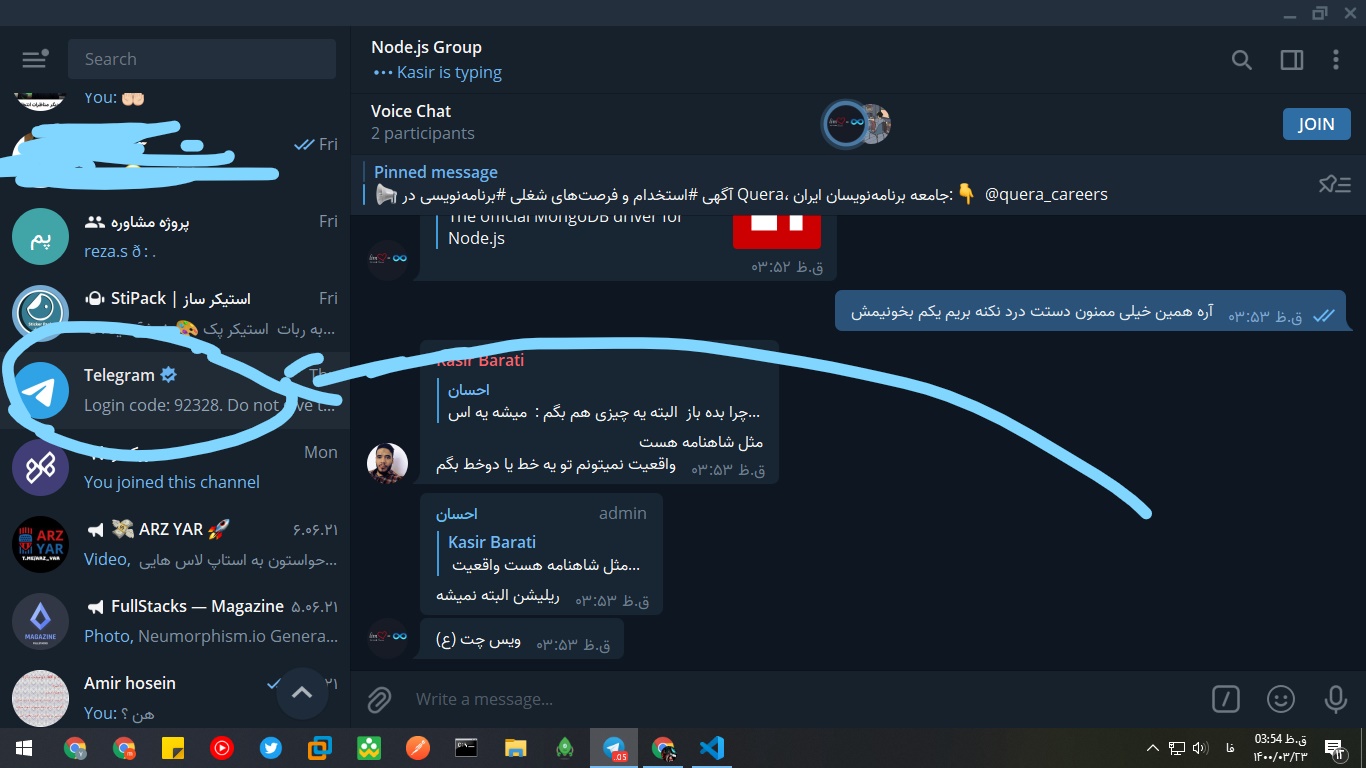 Search
You:
Fri
پروژه مشاوره
Fri
پم
reza.s ð : .
StiPack | استیکر ساز
Fri
به ربات استیکر پک
Telegram
Login code: 92328. Do not
Mon
You joined this channel
ARZ YAR
۶.۰۶.۲۱
ARZ
YAR
Video, حواستون به استاپ لاس هایی...
FullStacks — Magazine
۵.۰۶.۲۱
MAGAZINE
Photo, Neumorphism.io Genera...
Amir hosein
You: هن ؟
Node.js Group
Kasir is typing
Voice Chat
2 participants
JOIN
Pinned message
آگهی #استخدام و فرصت‌های شغلی #برنامه‌نویسی در Quera، جامعه برنامه‌نویسان ایران: @quera_careers
The official MongoDB driver for
Node.js
۰۳:۵۲ ق.ظ
آره همین خیلی ممنون دستت درد نکنه بریم یکم بخونیمش
۰۳:۵۳ ق.ظ
Kasir Barati
احسان
چرا بده باز البته یه چیزی هم بگم : میشه یه اس...
مثل شاهنامه هست
واقعیت نمیتونم تو یه خط یا دوخط بگم
۰۳:۵۳ ق.ظ
احسان
admin
Kasir Barati
مثل شاهنامه هست واقعیت...
ریلیشن البته نمیشه
۰۳:۵۳ ق.ظ
ویس چت (ع)
۰۳:۵۳ ق.ظ
Write a message...
فا
03:54 ق.ظ
۱۴۰۰/۰۳/۲۳